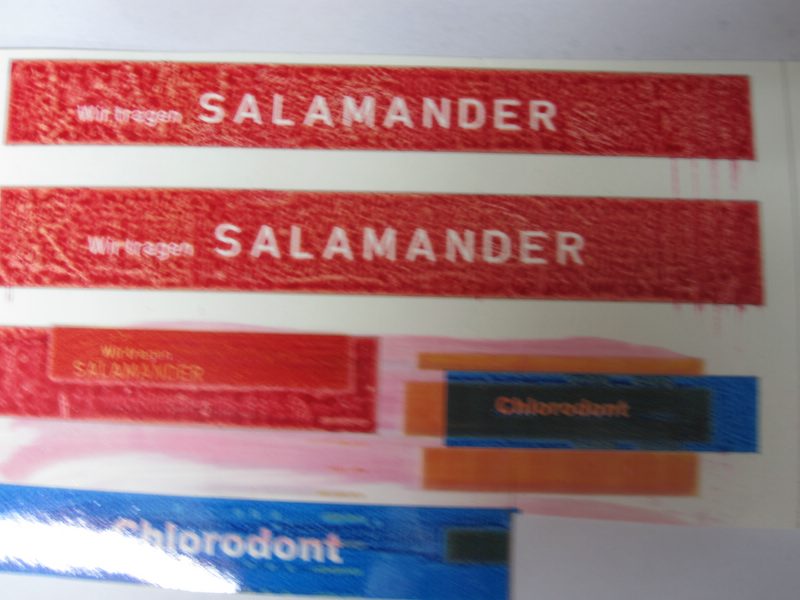 Wir tragen SALAMANDER
Wir tragen SALAMANDER
Wir tragen
SALAMANDER
Chlorodont
Chlorodont